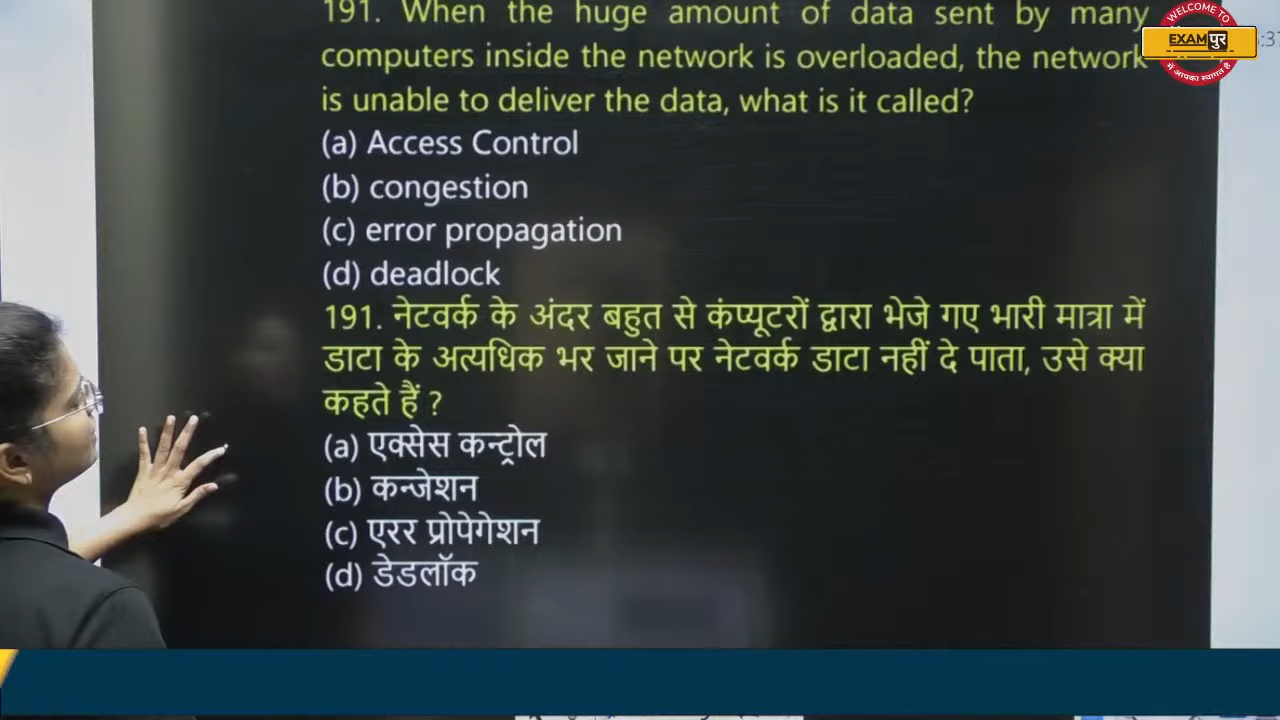 191. When the huge amount of data sent by many
computers inside the network is overloaded, the network
is unable to deliver the data, what is it called?
(a) Access Control
(b) congestion
(c) error propagation
(d) deadlock
191. नेटवर्क के अंदर बहुत से कंप्यूटरों द्वारा भेजे गए भारी मात्रा में
डाटा के अत्यधिक भर जाने पर नेटवर्क डाटा नहीं दे पाता, उसे क्या
कहते हैं ?
(a) एक्सेस कन्ट्रोल
(b) कन्जेशन
(c) एरर प्रोपेगेशन
(d) डेडलॉक
WELCOME TO
EXAMपुर
में आपका स्वागत है